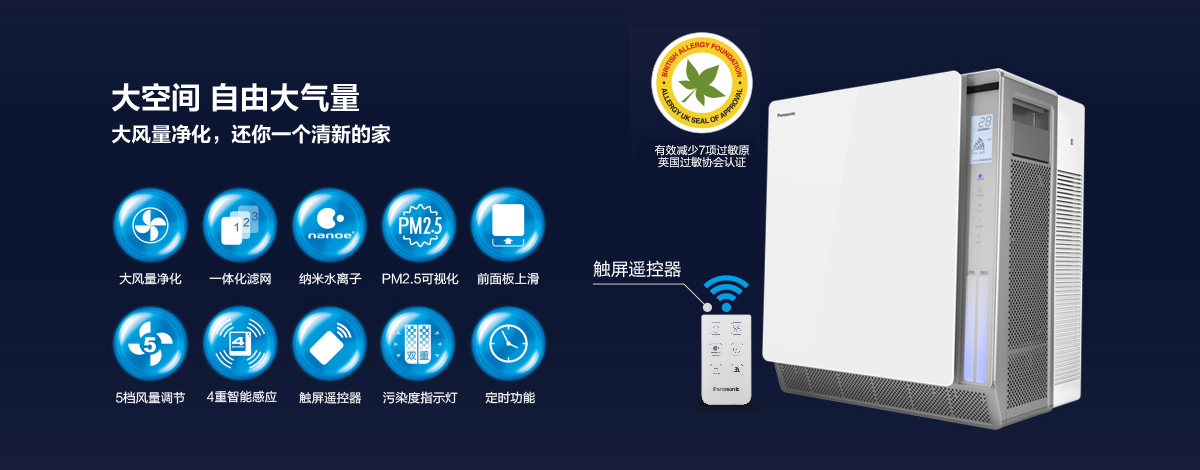 大空间 自由大气量
大风量净化，还你一个清新的家
BRITISH ALLERGY FOUNDATION
ALLERGY UK SEAL OF APPROVAL
有效减少7项过敏原
英国过敏协会认证
1 2 3
nanoe
PM2.5
大风量净化
一体化滤网
纳米水离子
PM2.5可视化
前面板上滑
5
4
双重
5档风量调节
4重智能感应
触屏遥控器
污染度指示灯
定时功能
触屏遥控器
Panasonic
Panasonic
28